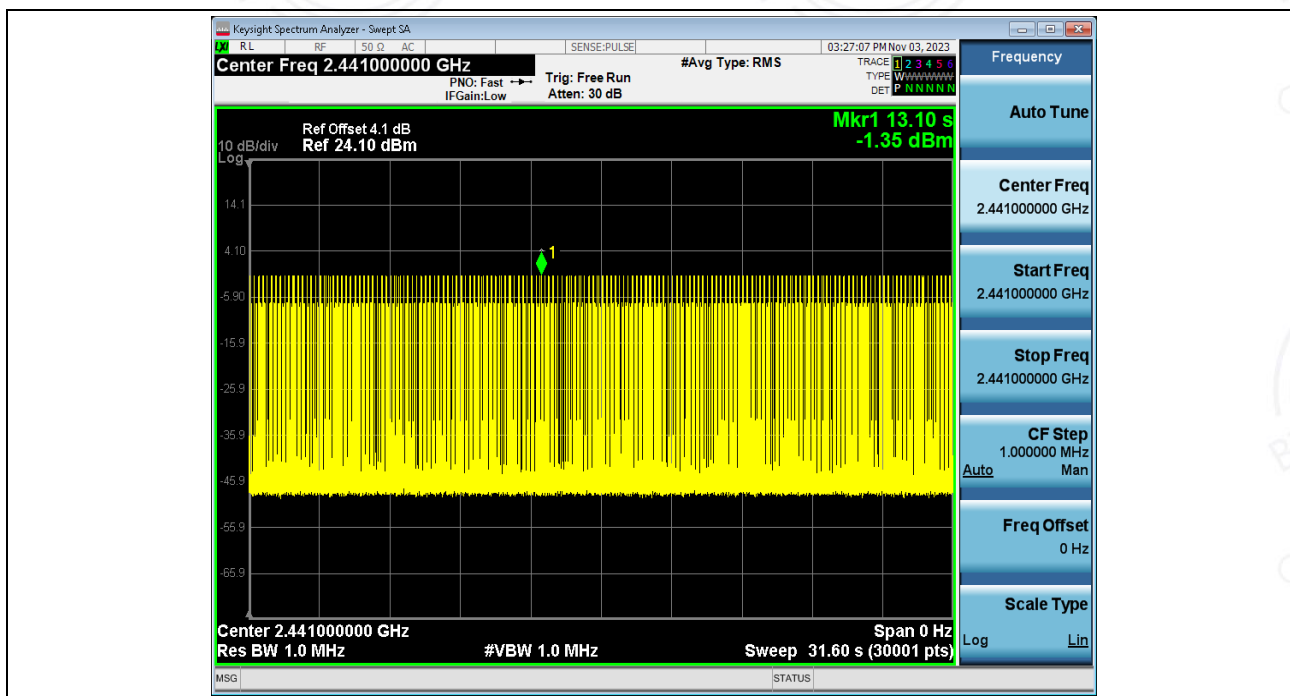 Keysight Spectrum Analyzer - Swept SA
LXI RL RF 50 Ω AC SENSE:PULSE 03:27:07 PM Nov 03, 2023
Center Freq 2.441000000 GHz
PNO: Fast
IFGain:Low
Trig: Free Run
Atten: 30 dB
#Avg Type: RMS
TRACE 1 2 3 4 5 6
TYPE WWWWWW
DET P NNNNN
Mkr1 13.10 s
-1.35 dBm
10 dB/div
Log
Ref Offset 4.1 dB
Ref 24.10 dBm
14.1
4.10
1
-5.90
-15.9
-25.9
-35.9
-45.9
-55.9
-65.9
Center 2.441000000 GHz
Res BW 1.0 MHz
#VBW 1.0 MHz
Span 0 Hz
Sweep 31.60 s (30001 pts)
MSG
STATUS
Frequency
Auto Tune
Center Freq
2.441000000 GHz
Start Freq
2.441000000 GHz
Stop Freq
2.441000000 GHz
CF Step
1.000000 MHz
Auto Man
Freq Offset
0 Hz
Scale Type
Log Lin